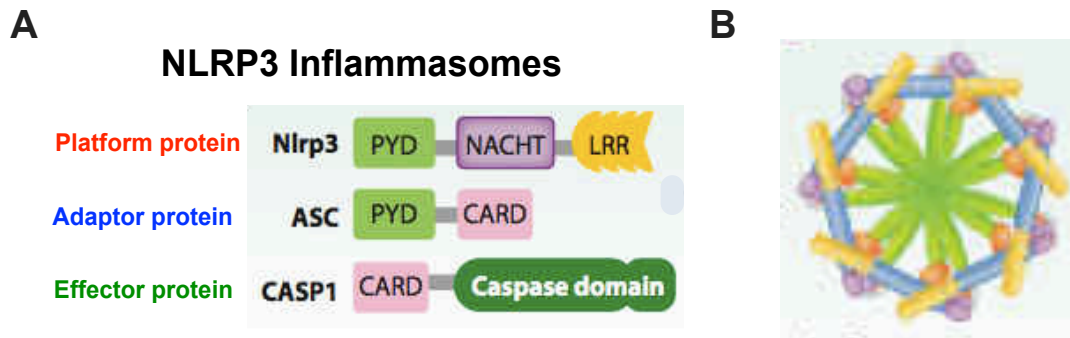 A
B
NLRP3 Inflammasomes
Platform protein Nlrp3 PYD NACHT LRR
Adaptor protein ASC PYD CARD
Effector protein CASP1 CARD Caspase domain